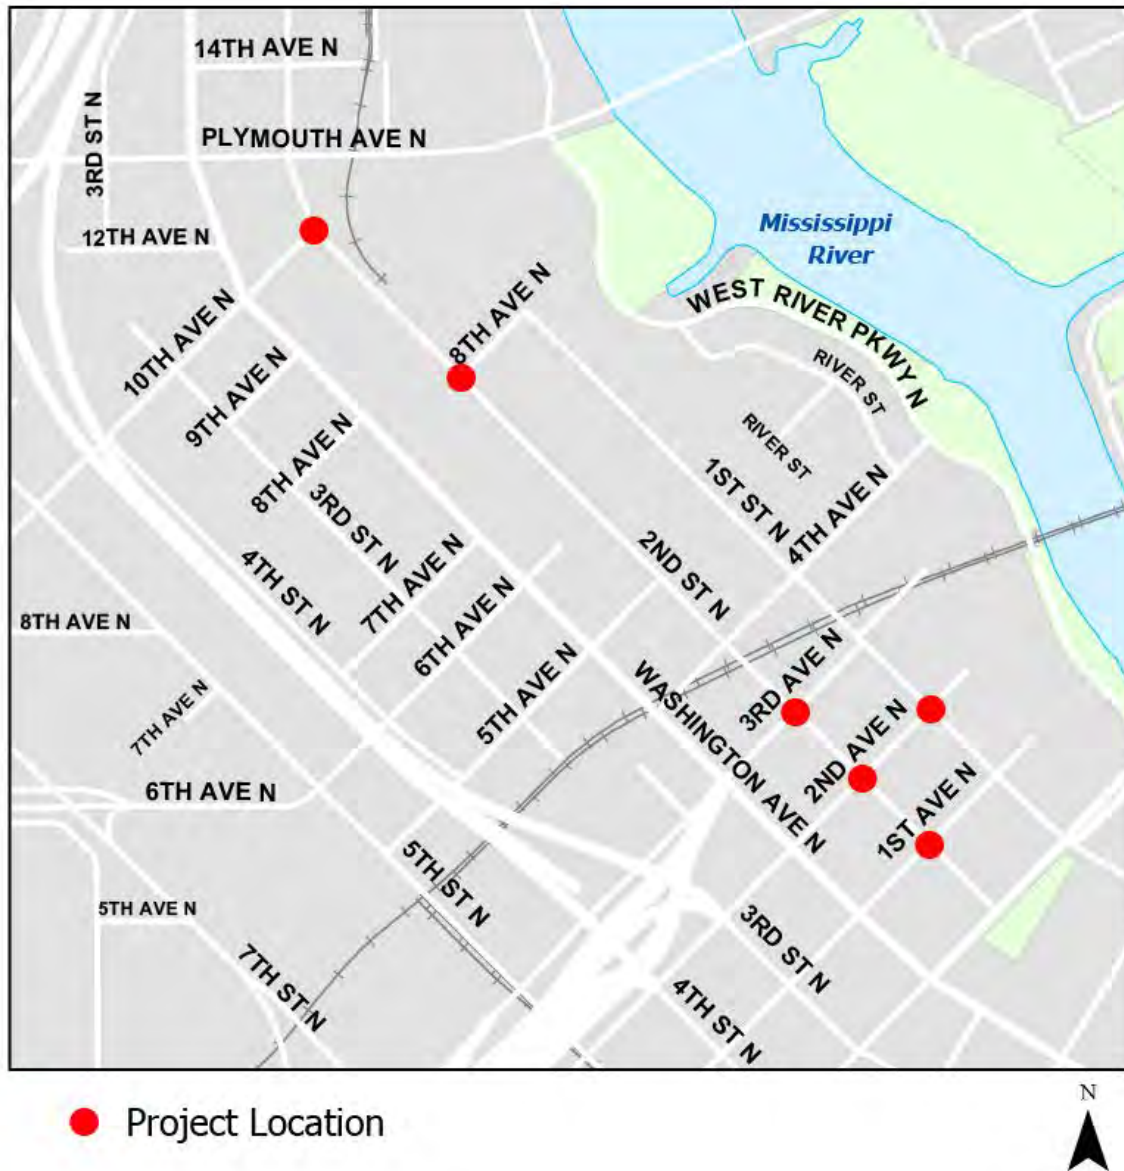 14TH AVE N
3RD ST N
PLYMOUTH AVE N
12TH AVE N
Mississippi
River
10TH AVE N
8TH AVE N
WEST RIVER PKWY N
9TH AVE N
RIVER ST
8TH AVE N
RIVER ST
1ST ST N
4TH AVE N
3RD ST N
4TH ST N
7TH AVE N
2ND ST N
6TH AVE N
8TH AVE N
5TH AVE N
3RD AVE N
WASHINGTON AVE N
7TH AVE N
2ND AVE N
6TH AVE N
1ST AVE N
5TH ST N
5TH AVE N
3RD ST N
7TH ST N
4TH ST N
Project Location
N